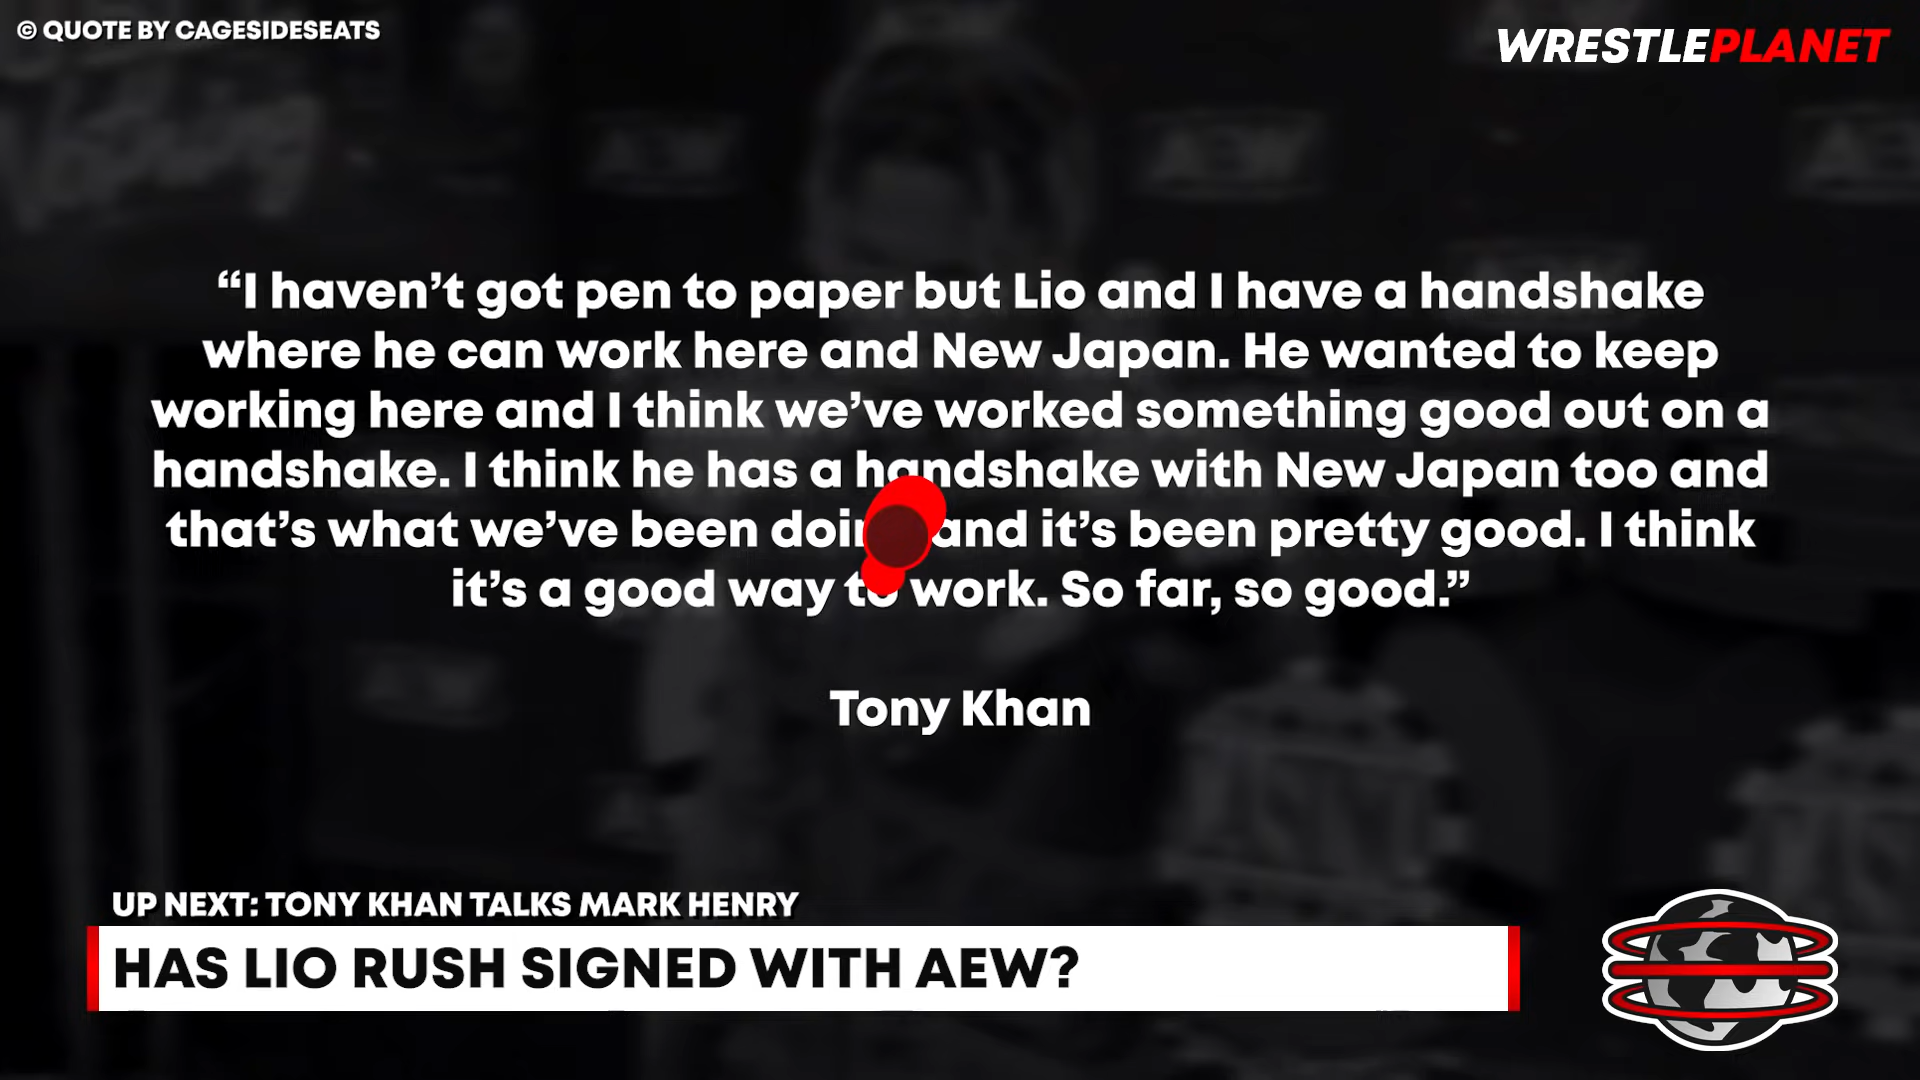 © QUOTE BY CAGESIDESEATS
WRESTLEPLANET
“I haven’t got pen to paper but Lio and I have a handshake
where he can work here and New Japan. He wanted to keep
working here and I think we’ve worked something good out on a
handshake. I think he has a handshake with New Japan too and
that’s what we’ve been and it’s been pretty good. I think
it’s a good way to work. So far, so good.”
Tony Khan
UP NEXT: TONY KHAN TALKS MARK HENRY
HAS LIO RUSH SIGNED WITH AEW?
AEW
AEW